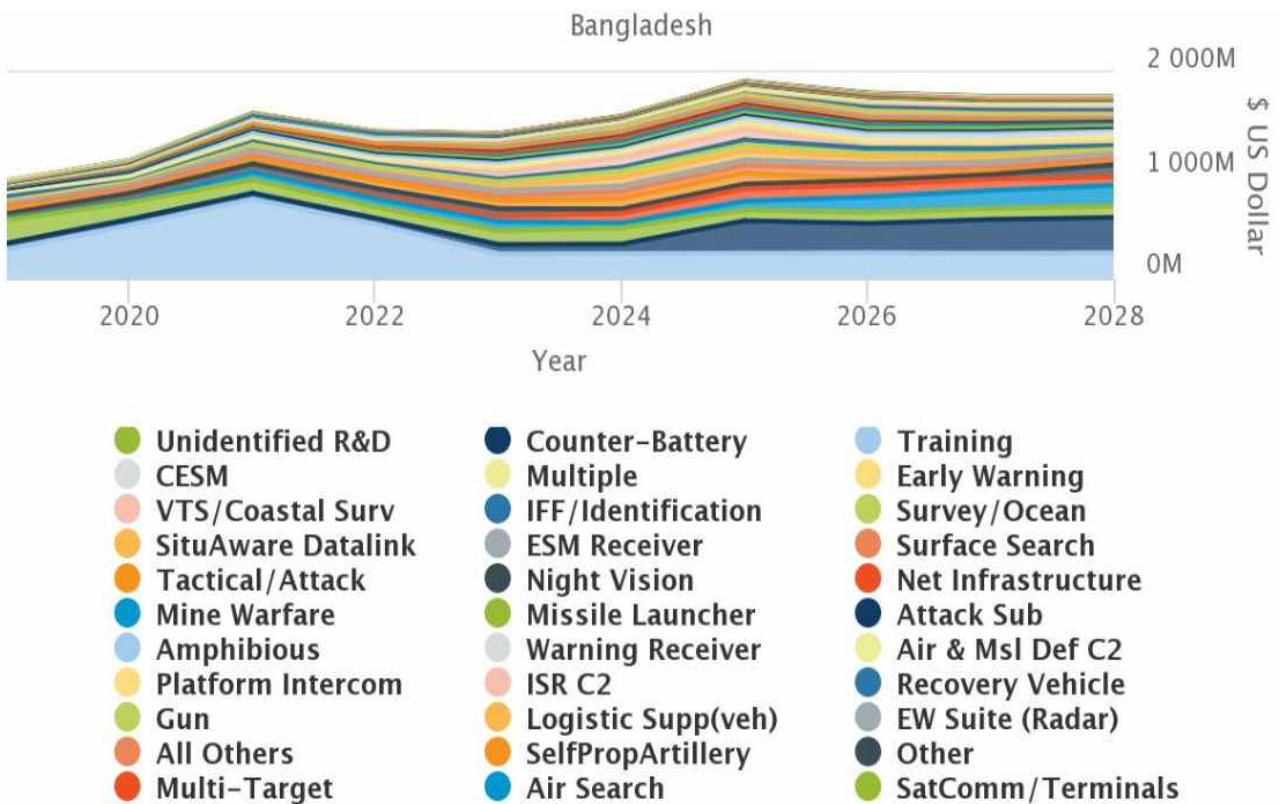 Bangladesh
2 000M
1 000M
0M
$ US Dollar
2020 2022 2024 2026 2028
Year
Unidentified R&D Counter-Battery Training
CESM Multiple Early Warning
VTS/Coastal Surv IFF/Identification Survey/Ocean
SituAware Datalink ESM Receiver Surface Search
Tactical/Attack Night Vision Net Infrastructure
Mine Warfare Missile Launcher Attack Sub
Amphibious Warning Receiver Air & Msl Def C2
Platform Intercom ISR C2 Recovery Vehicle
Gun Logistic Supp(veh) EW Suite (Radar)
All Others SelfPropArtillery Other
Multi-Target Air Search SatComm/Terminals